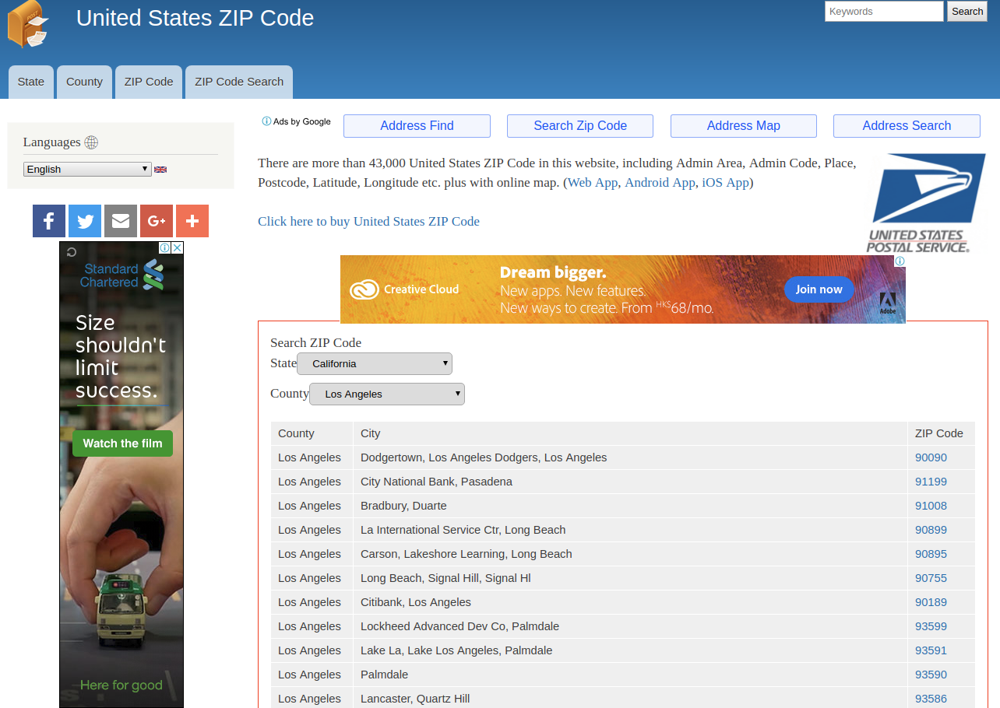 United States ZIP Code
Keywords
Search
State
County
ZIP Code
ZIP Code Search
Languages
English
Standard
Chartered
Size
shouldn't
limit
success.
Watch the film
Here for good
Ads by Google
Address Find
Search Zip Code
Address Map
Address Search
There are more than 43,000 United States ZIP Code in this website, including Admin Area, Admin Code, Place,
Postcode, Latitude, Longitude etc. plus with online map. (Web App, Android App, iOS App)
Click here to buy United States ZIP Code
UNITED STATES
POSTAL SERVICE.
Creative Cloud
Dream bigger.
New apps. New features.
New ways to create. From HK$68/mo.
Join now
Adobe
Search ZIP Code
State California
County Los Angeles
County City ZIP Code
Los Angeles Dodgertown, Los Angeles Dodgers, Los Angeles 90090
Los Angeles City National Bank, Pasadena 91199
Los Angeles Bradbury, Duarte 91008
Los Angeles La International Service Ctr, Long Beach 90899
Los Angeles Carson, Lakeshore Learning, Long Beach 90895
Los Angeles Long Beach, Signal Hill, Signal Hl 90755
Los Angeles Citibank, Los Angeles 90189
Los Angeles Lockheed Advanced Dev Co, Palmdale 93599
Los Angeles Lake La, Lake Los Angeles, Palmdale 93591
Los Angeles Palmdale 93590
Los Angeles Lancaster, Quartz Hill 93586